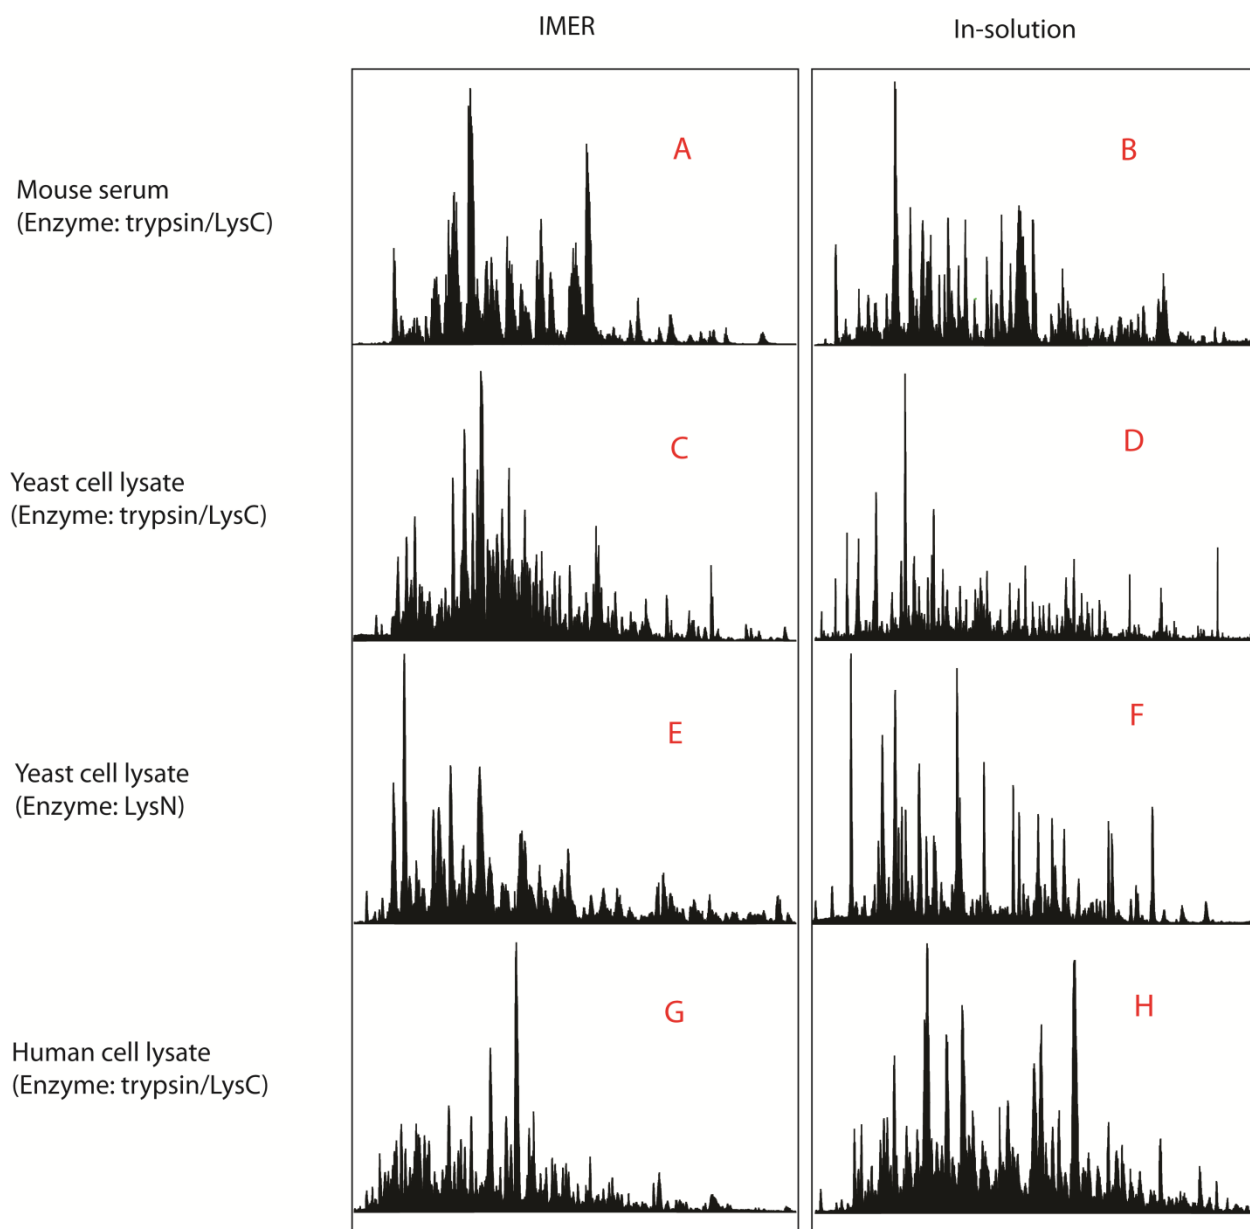 IMER
In-solution
Mouse serum
(Enzyme: trypsin/LysC)
A
B
Yeast cell lysate
(Enzyme: trypsin/LysC)
C
D
Yeast cell lysate
(Enzyme: LysN)
E
F
Human cell lysate
(Enzyme: trypsin/LysC)
G
H